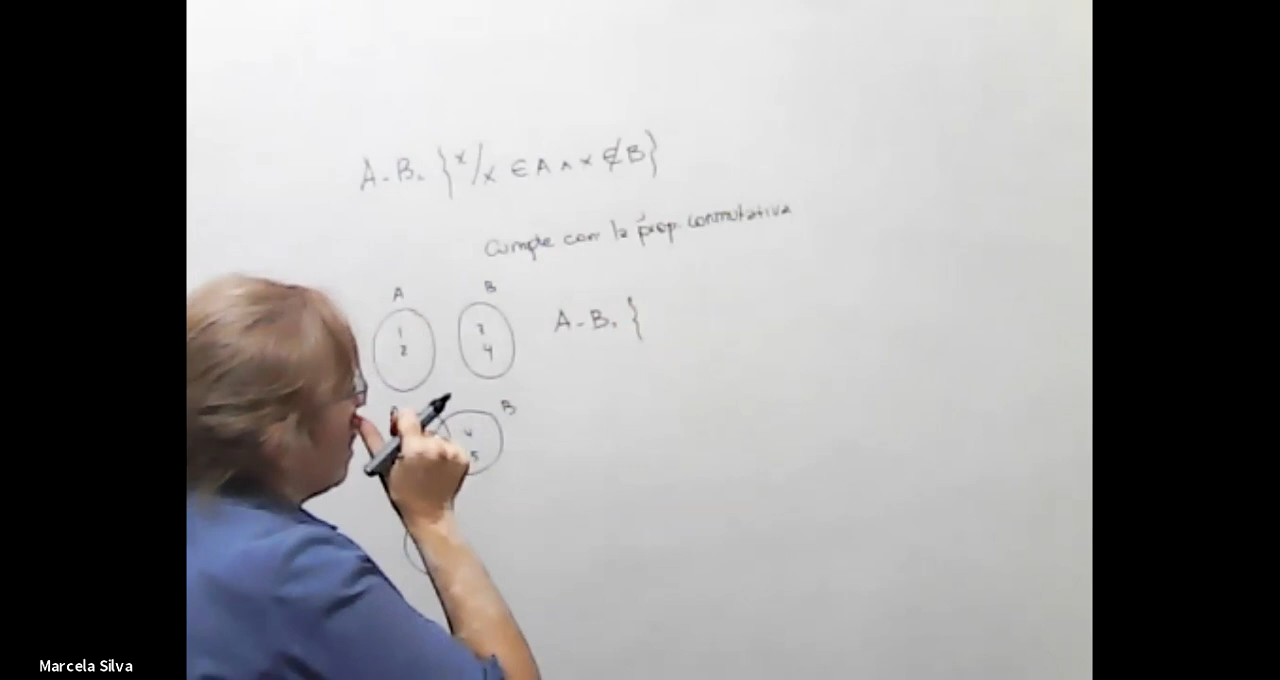 A - B = { x / x ∈ A ∧ x ∉ B }
Cumple con la prop. conmutativa
A B
1 3
2 4
A - B = {
B
4
5
Marcela Silva